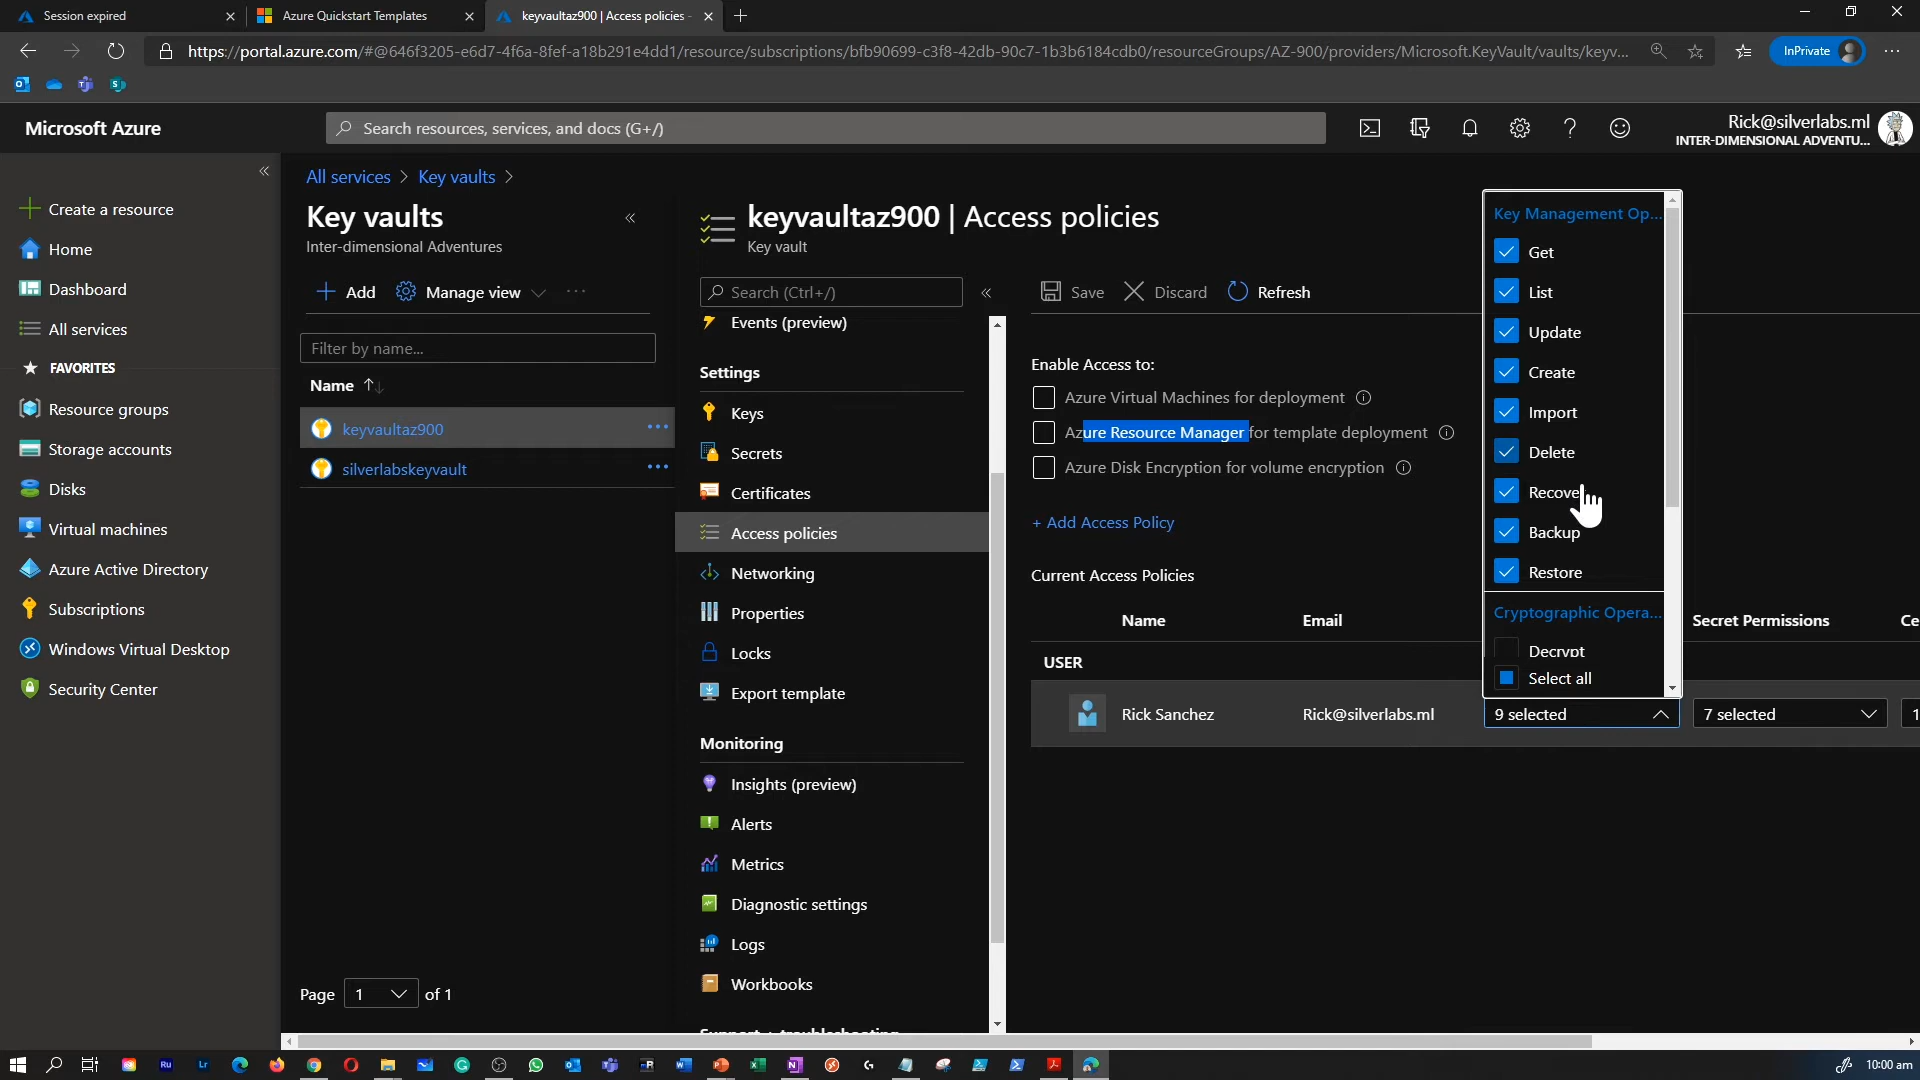 Session expired
Azure Quickstart Templates
keyvaultaz900 | Access policies -
https://portal.azure.com/#@646f3205-e6d7-4f6a-8fef-a18b291e4dd1/resource/subscriptions/bfb90699-c3f8-42db-90c7-1b3b6184cdb0/resourceGroups/AZ-900/providers/Microsoft.KeyVault/vaults/keyv...
InPrivate
Microsoft Azure
Search resources, services, and docs (G+/)
Rick@silverlabs.ml
INTER-DIMENSIONAL ADVENTU...
Create a resource
Home
Dashboard
All services
FAVORITES
Resource groups
Storage accounts
Disks
Virtual machines
Azure Active Directory
Subscriptions
Windows Virtual Desktop
Security Center
All services > Key vaults >
Key vaults
Inter-dimensional Adventures
Add
Manage view
Filter by name...
Name
keyvaultaz900
silverlabskeyvault
Page 1 of 1
keyvaultaz900 | Access policies
Key vault
Search (Ctrl+/)
Events (preview)
Settings
Keys
Secrets
Certificates
Access policies
Networking
Properties
Locks
Export template
Monitoring
Insights (preview)
Alerts
Metrics
Diagnostic settings
Logs
Workbooks
Support + troubleshooting
Save
Discard
Refresh
Enable Access to:
Azure Virtual Machines for deployment
Azure Resource Manager for template deployment
Azure Disk Encryption for volume encryption
+ Add Access Policy
Current Access Policies
Name
Email
Secret Permissions
Ce
USER
Rick Sanchez
Rick@silverlabs.ml
9 selected
7 selected
1
Key Management Op...
Get
List
Update
Create
Import
Delete
Recove
Backup
Restore
Cryptographic Opera...
Decrypt
Select all
10:00 am